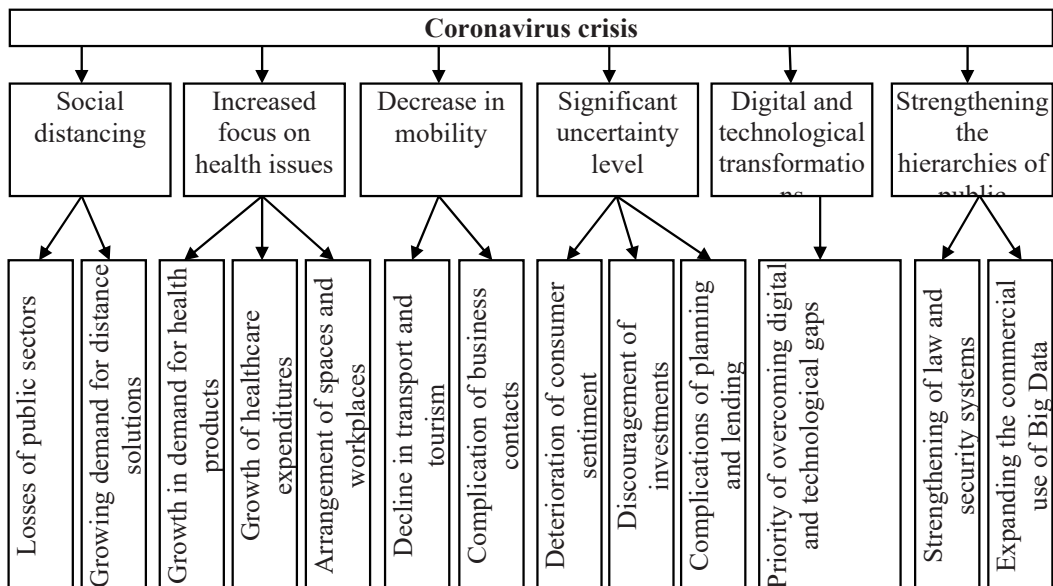 Coronavirus crisis
Social
distancing
Increased
focus on
health issues
Decrease in
mobility
Significant
uncertainty
level
Digital and
technological
transformatio
ns
Strengthening
the
hierarchies of
public
Losses of public sectors
Growing demand for distance
solutions
Growth in demand for health
products
Growth of healthcare
expenditures
Arrangement of spaces and
workplaces
Decline in transport and
tourism
Complication of business
contacts
Deterioration of consumer
sentiment
Discouragement of
investments
Complications of planning
and lending
Priority of overcoming digital
and technological gaps
Strengthening of law and
security systems
Expanding the commercial
use of Big Data